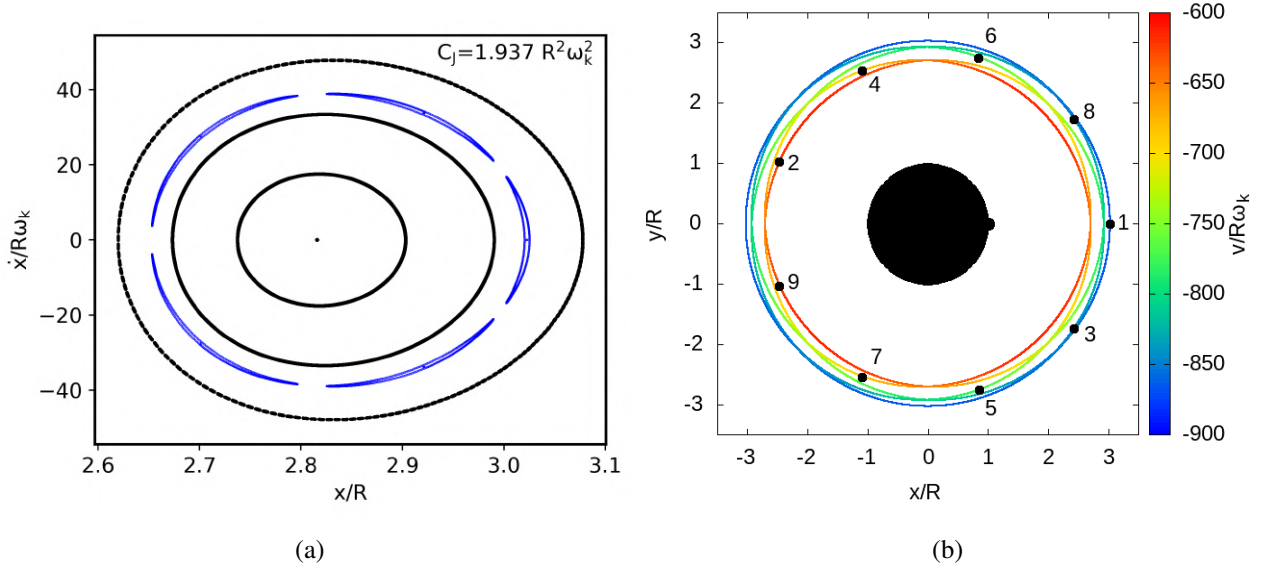 C_J=1.937 R²ω_k²
ẋ/Rω_k
40
20
0
−20
−40
2.6 2.7 2.8 2.9 3.0 3.1
x/R
(a)
y/R
3
2
1
0
-1
-2
-3
-3 -2 -1 0 1 2 3
x/R
6
4
8
2
1
9
3
7
5
v/Rω_k
-600
-650
-700
-750
-800
-850
-900
(b)